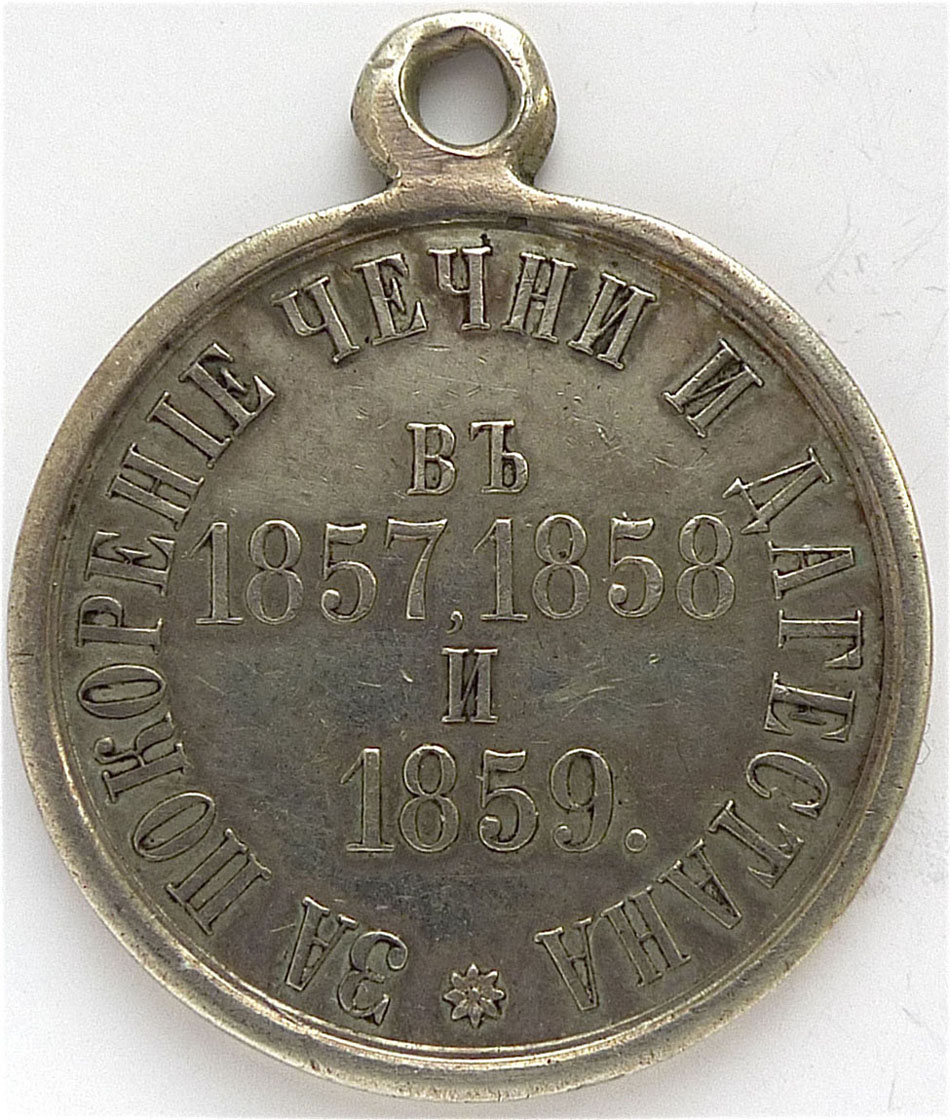 ЗА ПОКОРЕНІЕ ЧЕЧНИ И ДАГЕСТАНА
ВЪ
1857, 1858
И
1859.